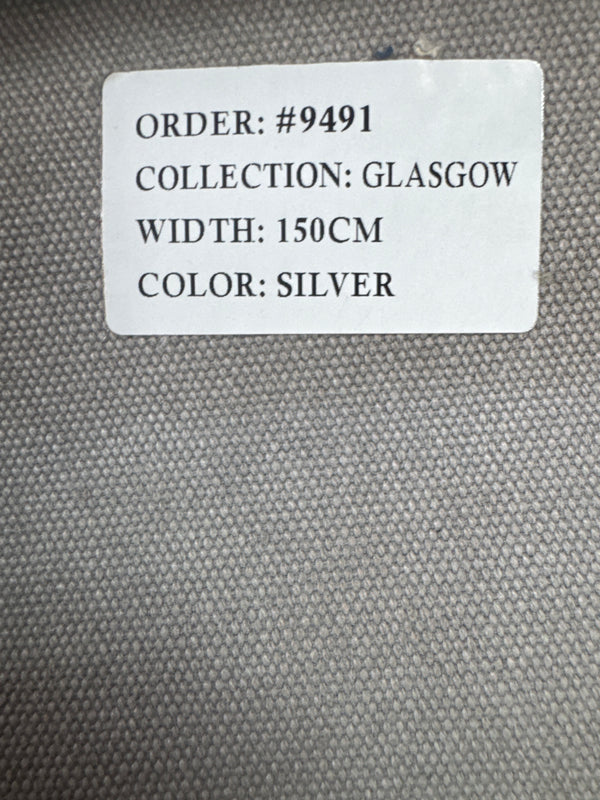 ORDER: #9491
COLLECTION: GLASGOW
WIDTH: 150CM
COLOR: SILVER